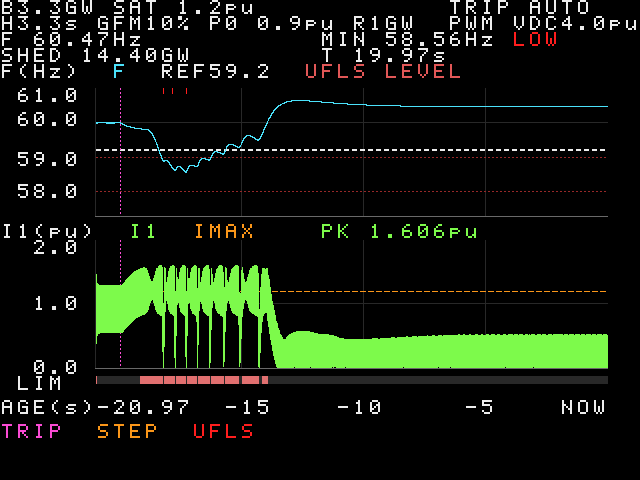 B3.3GW SAT 1.2pu TRIP AUTO
H3.3s GFM10% P0 0.9pu R1GW PWM VDC4.0pu
F 60.47Hz MIN 58.56Hz LOW
SHED 14.40GW T 19.97s
F(Hz) F REF59.2 UFLS LEVEL
61.0
60.0
59.0
58.0
I1(pu) I1 IMAX PK 1.606pu
2.0
1.0
0.0
LIM
AGE(s) -20.97 -15 -10 -5 NOW
TRIP STEP UFLS